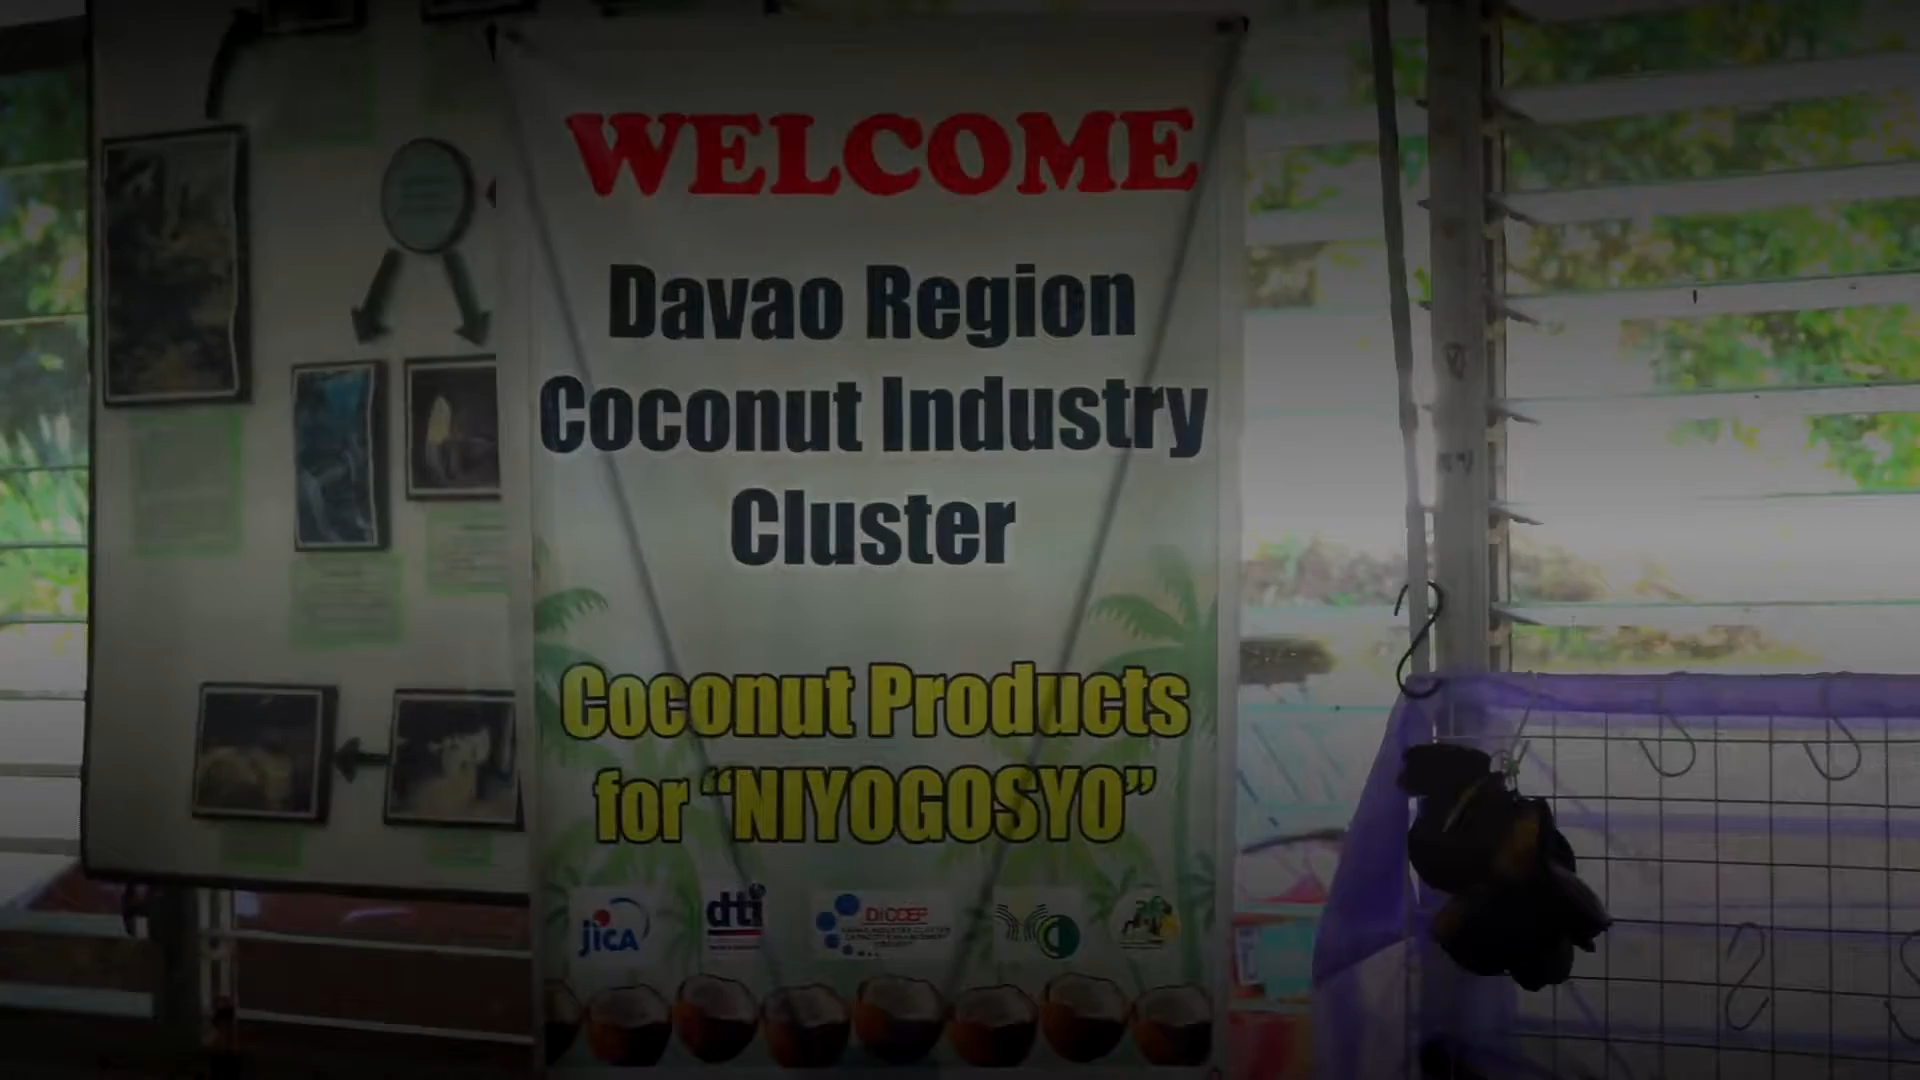 WELCOME
Davao Region
Coconut Industry
Cluster
Coconut Products
for “NIYOGOSYO”
jICA
dti
DICCEP